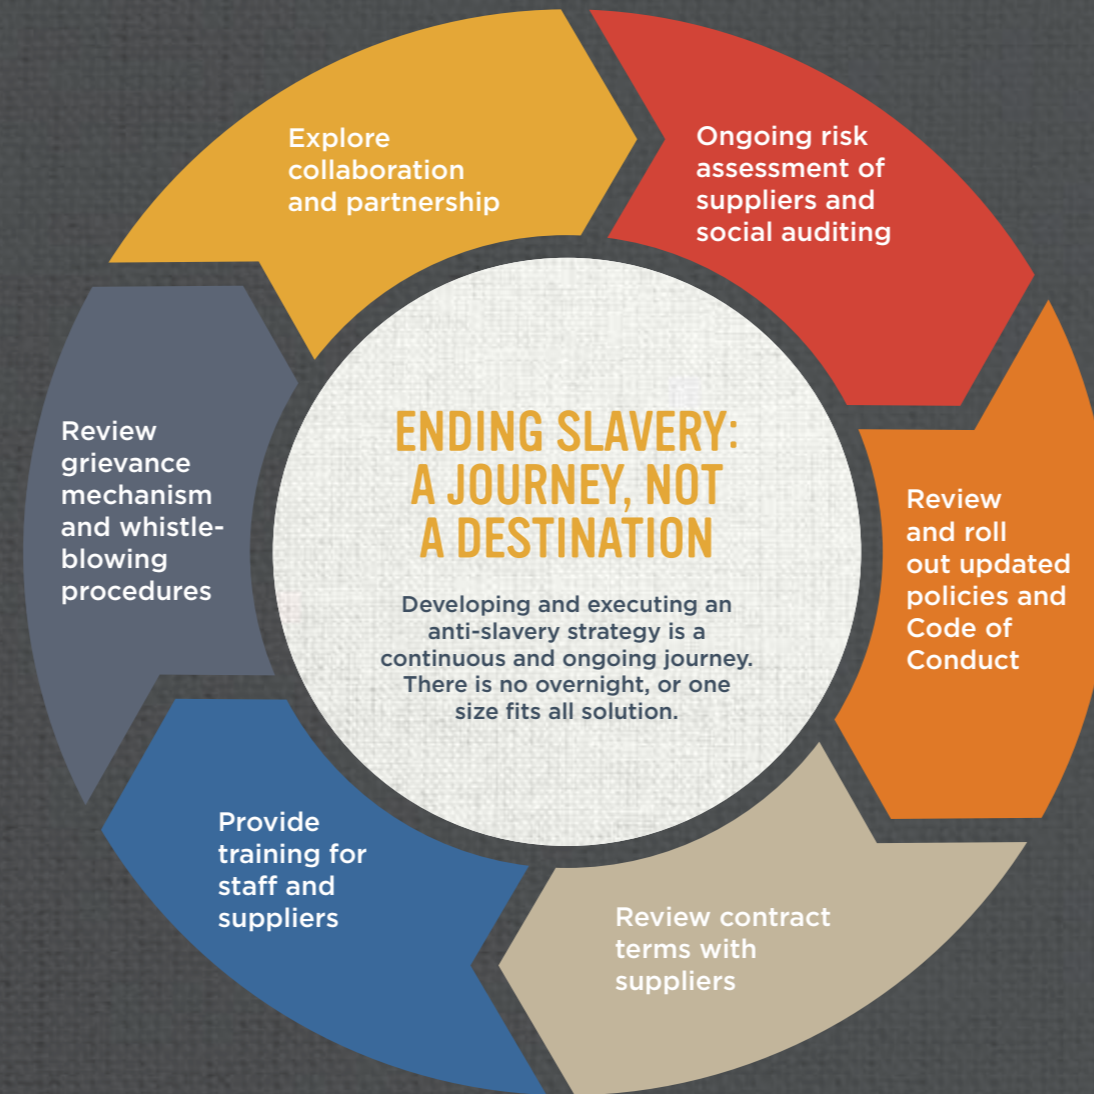 Explore
collaboration
and partnership
Ongoing risk
assessment of
suppliers and
social auditing
Review
and roll
out updated
policies and
Code of
Conduct
Review contract
terms with
suppliers
Provide
training for
staff and
suppliers
Review
grievance
mechanism
and whistle-
blowing
procedures
ENDING SLAVERY:
A JOURNEY, NOT
A DESTINATION
Developing and executing an
anti-slavery strategy is a
continuous and ongoing journey.
There is no overnight, or one
size fits all solution.